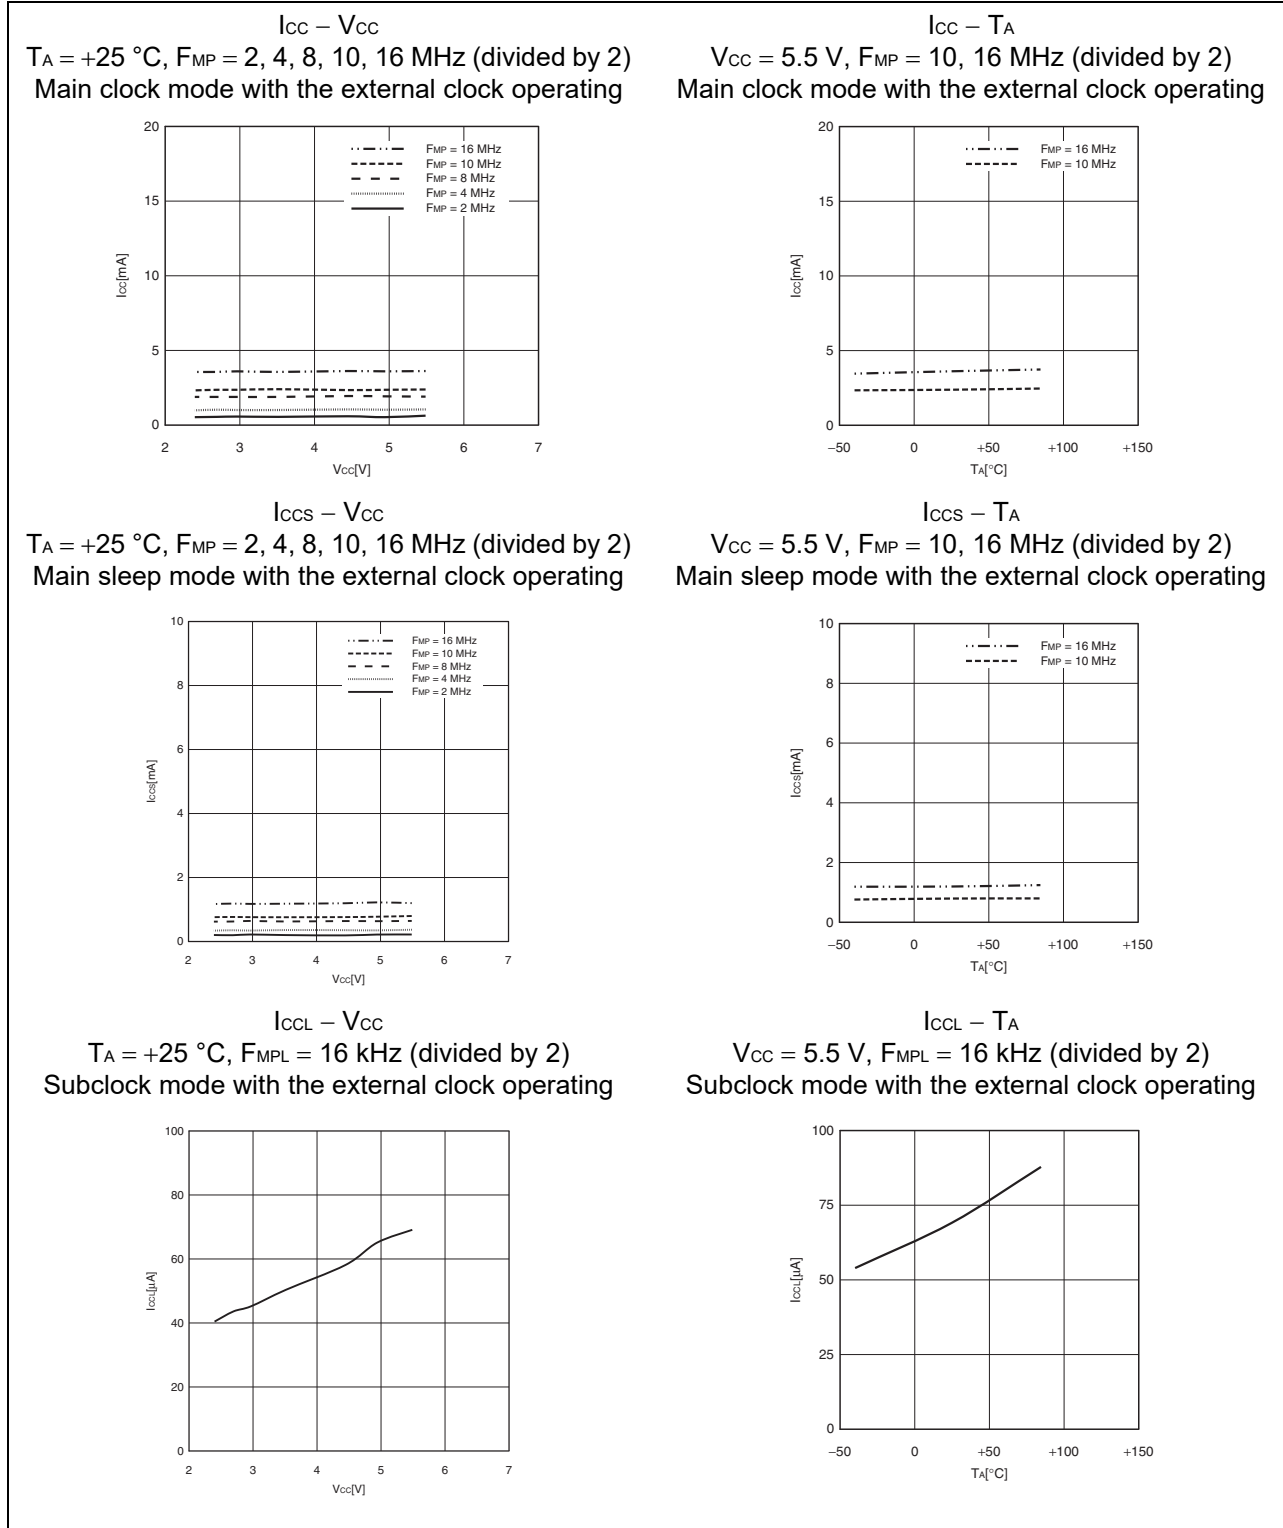 ICC − VCC
TA = +25 °C, FMP = 2, 4, 8, 10, 16 MHz (divided by 2)
Main clock mode with the external clock operating
20
15
10
5
0
ICC[mA]
FMP = 16 MHz
FMP = 10 MHz
FMP = 8 MHz
FMP = 4 MHz
FMP = 2 MHz
2 3 4 5 6 7
VCC[V]
ICC − TA
VCC = 5.5 V, FMP = 10, 16 MHz (divided by 2)
Main clock mode with the external clock operating
20
15
10
5
0
ICC[mA]
FMP = 16 MHz
FMP = 10 MHz
−50 0 +50 +100 +150
TA[°C]
ICCS − VCC
TA = +25 °C, FMP = 2, 4, 8, 10, 16 MHz (divided by 2)
Main sleep mode with the external clock operating
10
8
6
4
2
0
ICCS[mA]
FMP = 16 MHz
FMP = 10 MHz
FMP = 8 MHz
FMP = 4 MHz
FMP = 2 MHz
2 3 4 5 6 7
VCC[V]
ICCS − TA
VCC = 5.5 V, FMP = 10, 16 MHz (divided by 2)
Main sleep mode with the external clock operating
10
8
6
4
2
0
ICCS[mA]
FMP = 16 MHz
FMP = 10 MHz
−50 0 +50 +100 +150
TA[°C]
ICCL − VCC
TA = +25 °C, FMPL = 16 kHz (divided by 2)
Subclock mode with the external clock operating
100
80
60
40
20
0
ICCL[µA]
2 3 4 5 6 7
VCC[V]
ICCL − TA
VCC = 5.5 V, FMPL = 16 kHz (divided by 2)
Subclock mode with the external clock operating
100
75
50
25
0
ICCL[µA]
−50 0 +50 +100 +150
TA[°C]